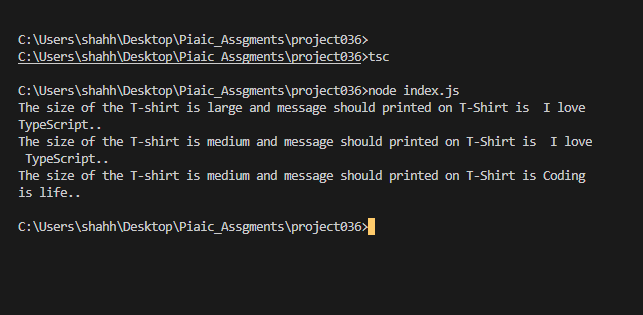 C:\Users\shahh\Desktop\Piaic_Assgments\project036>
C:\Users\shahh\Desktop\Piaic_Assgments\project036>tsc
C:\Users\shahh\Desktop\Piaic_Assgments\project036>node index.js
The size of the T-shirt is large and message should printed on T-Shirt is  I love
TypeScript..
The size of the T-shirt is medium and message should printed on T-Shirt is  I love
 TypeScript..
The size of the T-shirt is medium and message should printed on T-Shirt is Coding
is life..
C:\Users\shahh\Desktop\Piaic_Assgments\project036>